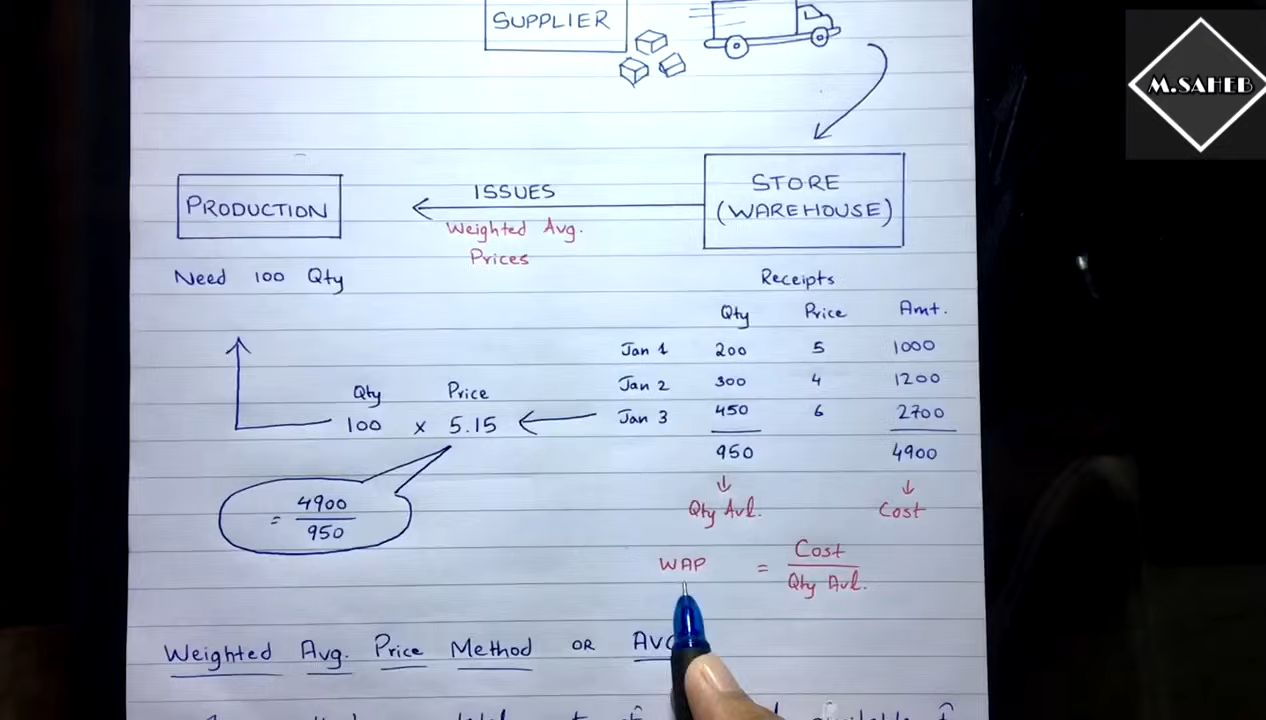 SUPPLIER
M.SAHEB
STORE
(WAREHOUSE)
ISSUES
PRODUCTION
Weighted Avg.
Prices
Need 100 Qty
Receipts
Qty Price Amt.
Jan 1 200 5 1000
Jan 2 300 4 1200
Jan 3 450 6 2700
950 4900
Qty Avl. Cost
Qty Price
100 x 5.15
= 4900
950
WAP = Cost
Qty Avl.
Weighted Avg. Price Method OR
available